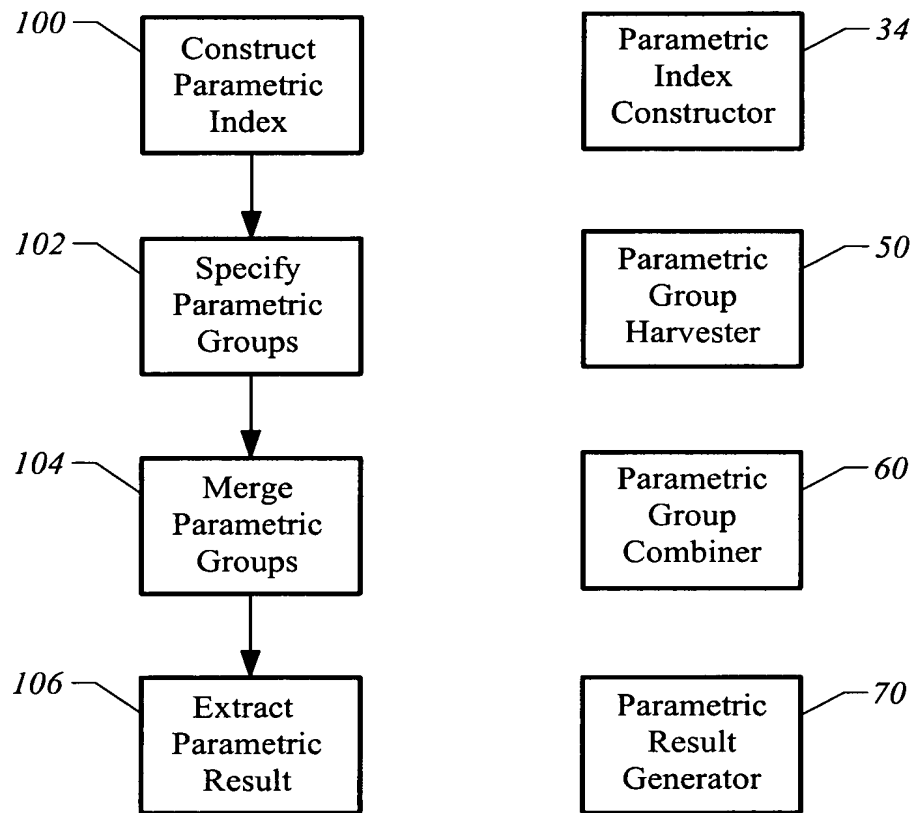 100
Construct
Parametric
Index
Parametric
Index
Constructor
34
102
Specify
Parametric
Groups
Parametric
Group
Harvester
50
104
Merge
Parametric
Groups
Parametric
Group
Combiner
60
106
Extract
Parametric
Result
Parametric
Result
Generator
70